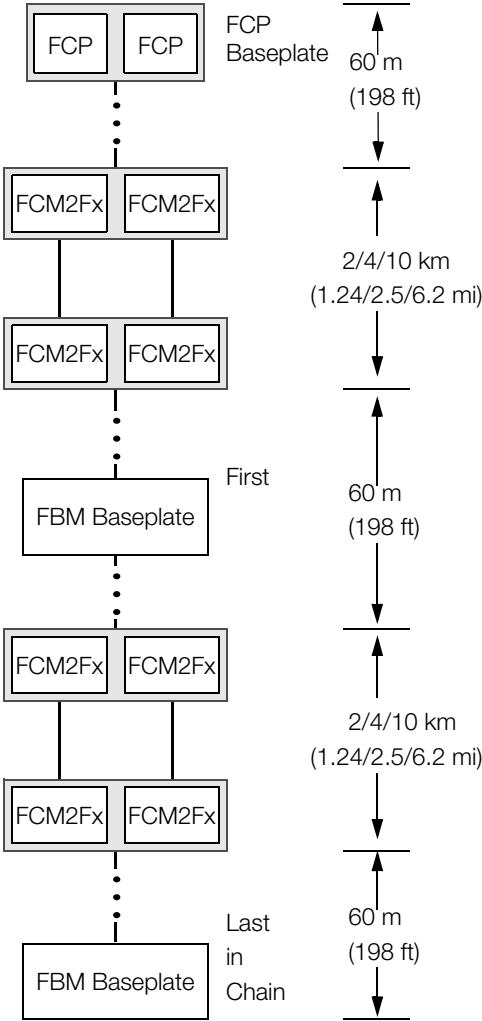 FCP FCP
FCP
Baseplate
60 m
(198 ft)
FCM2Fx FCM2Fx
2/4/10 km
(1.24/2.5/6.2 mi)
FCM2Fx FCM2Fx
First
FBM Baseplate
60 m
(198 ft)
FCM2Fx FCM2Fx
2/4/10 km
(1.24/2.5/6.2 mi)
FCM2Fx FCM2Fx
60 m
(198 ft)
Last
in
Chain
FBM Baseplate